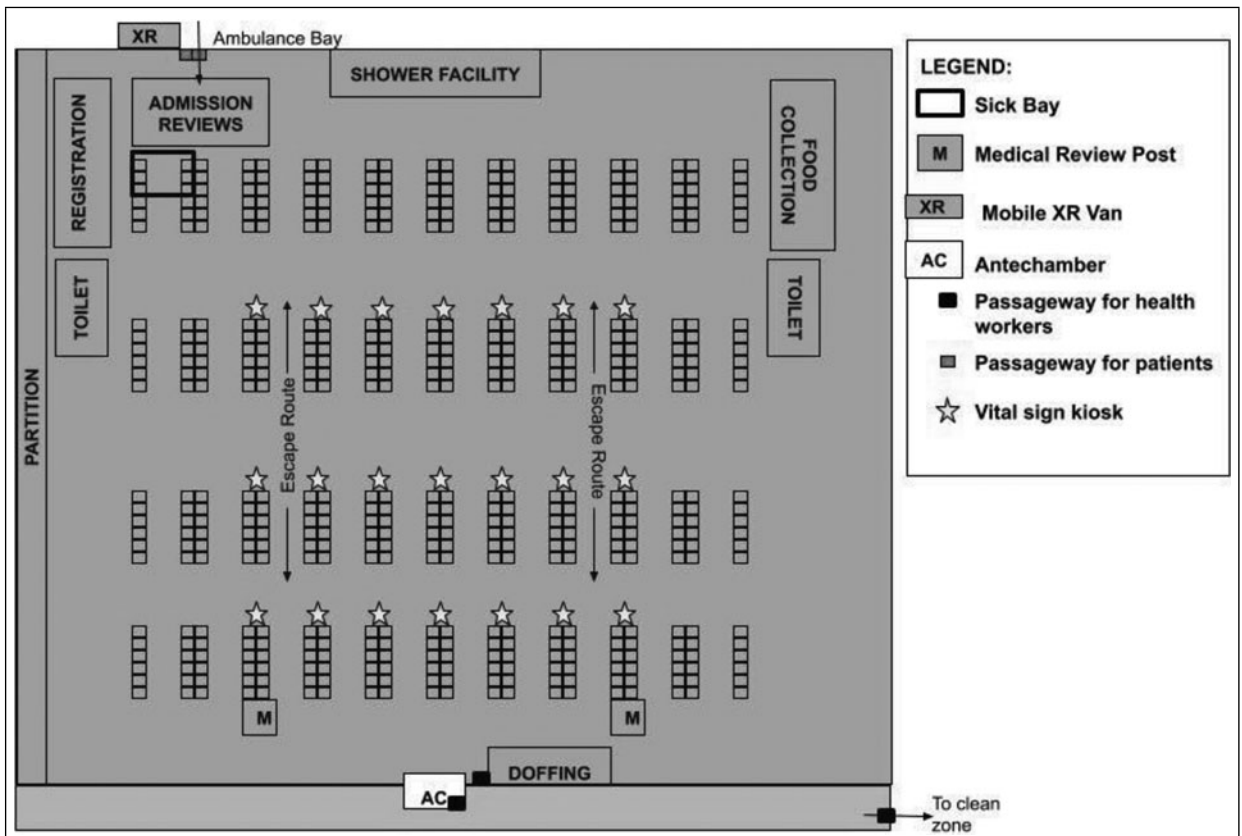 XR
Ambulance Bay
SHOWER FACILITY
ADMISSION
REVIEWS
REGISTRATION
FOOD
COLLECTION
TOILET
TOILET
PARTITION
Escape Route
Escape Route
M
M
DOFFING
AC
To clean
zone
LEGEND:
Sick Bay
M Medical Review Post
XR Mobile XR Van
AC Antechamber
Passageway for health
workers
Passageway for patients
Vital sign kiosk